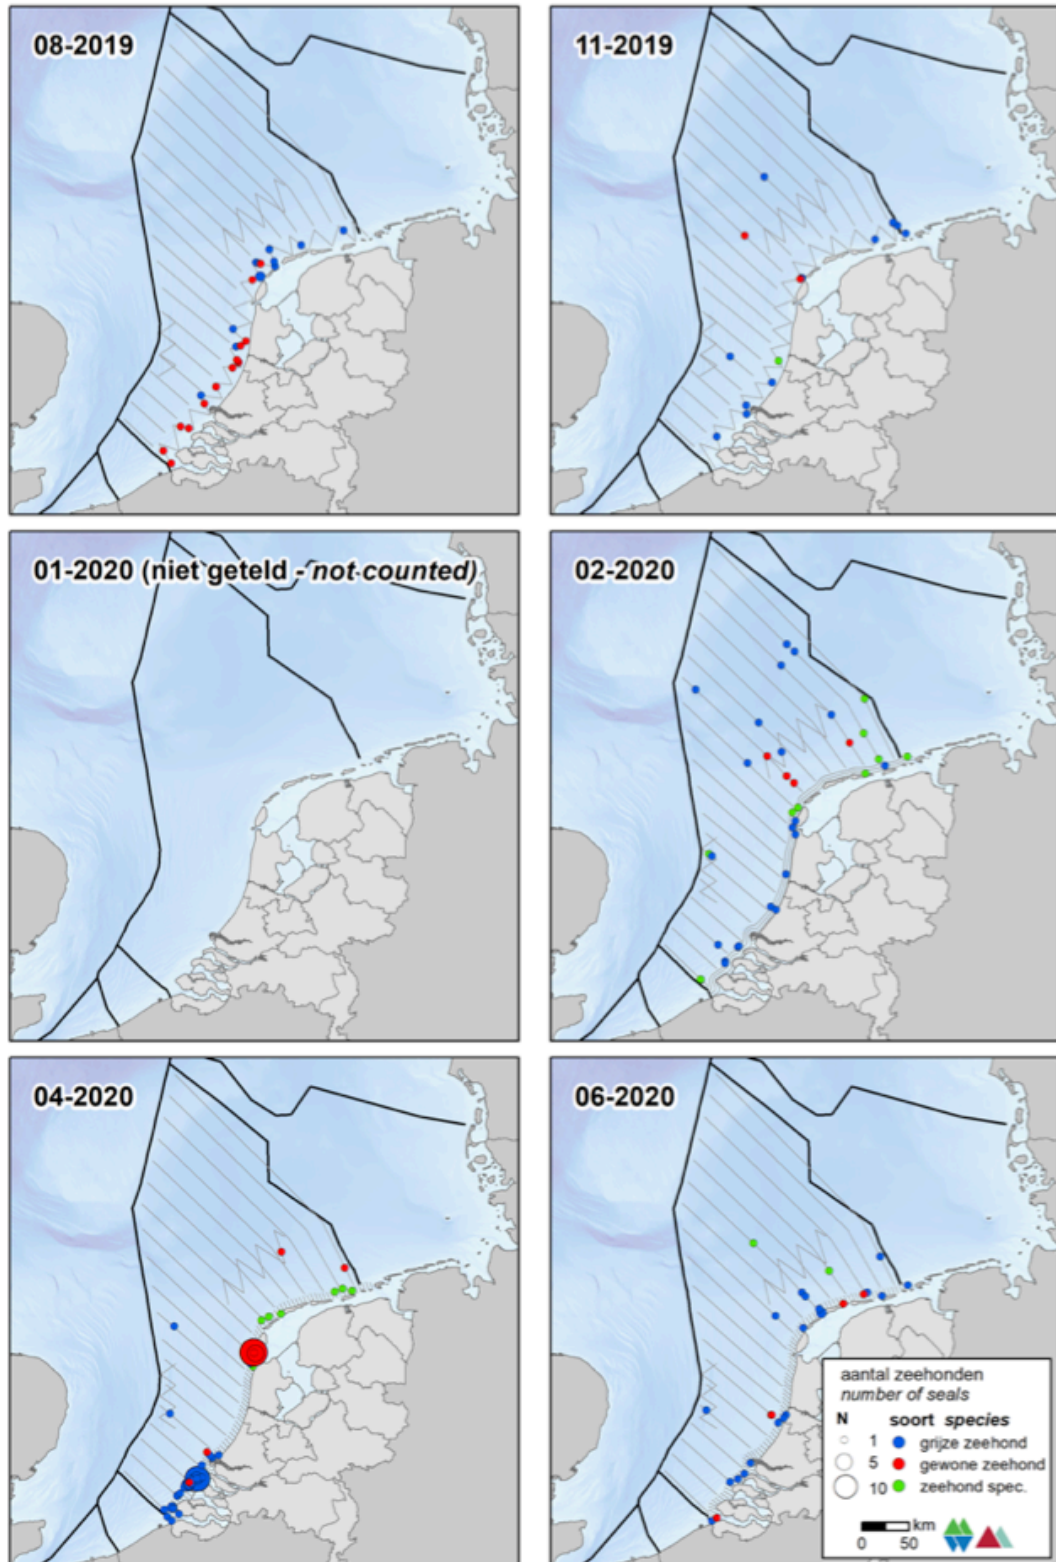 08-2019
11-2019
01-2020 (niet geteld - not counted)
02-2020
04-2020
06-2020
aantal zeehonden
number of seals
N soort species
1 grijze zeehond
5 gewone zeehond
10 zeehond spec.
km
0 50